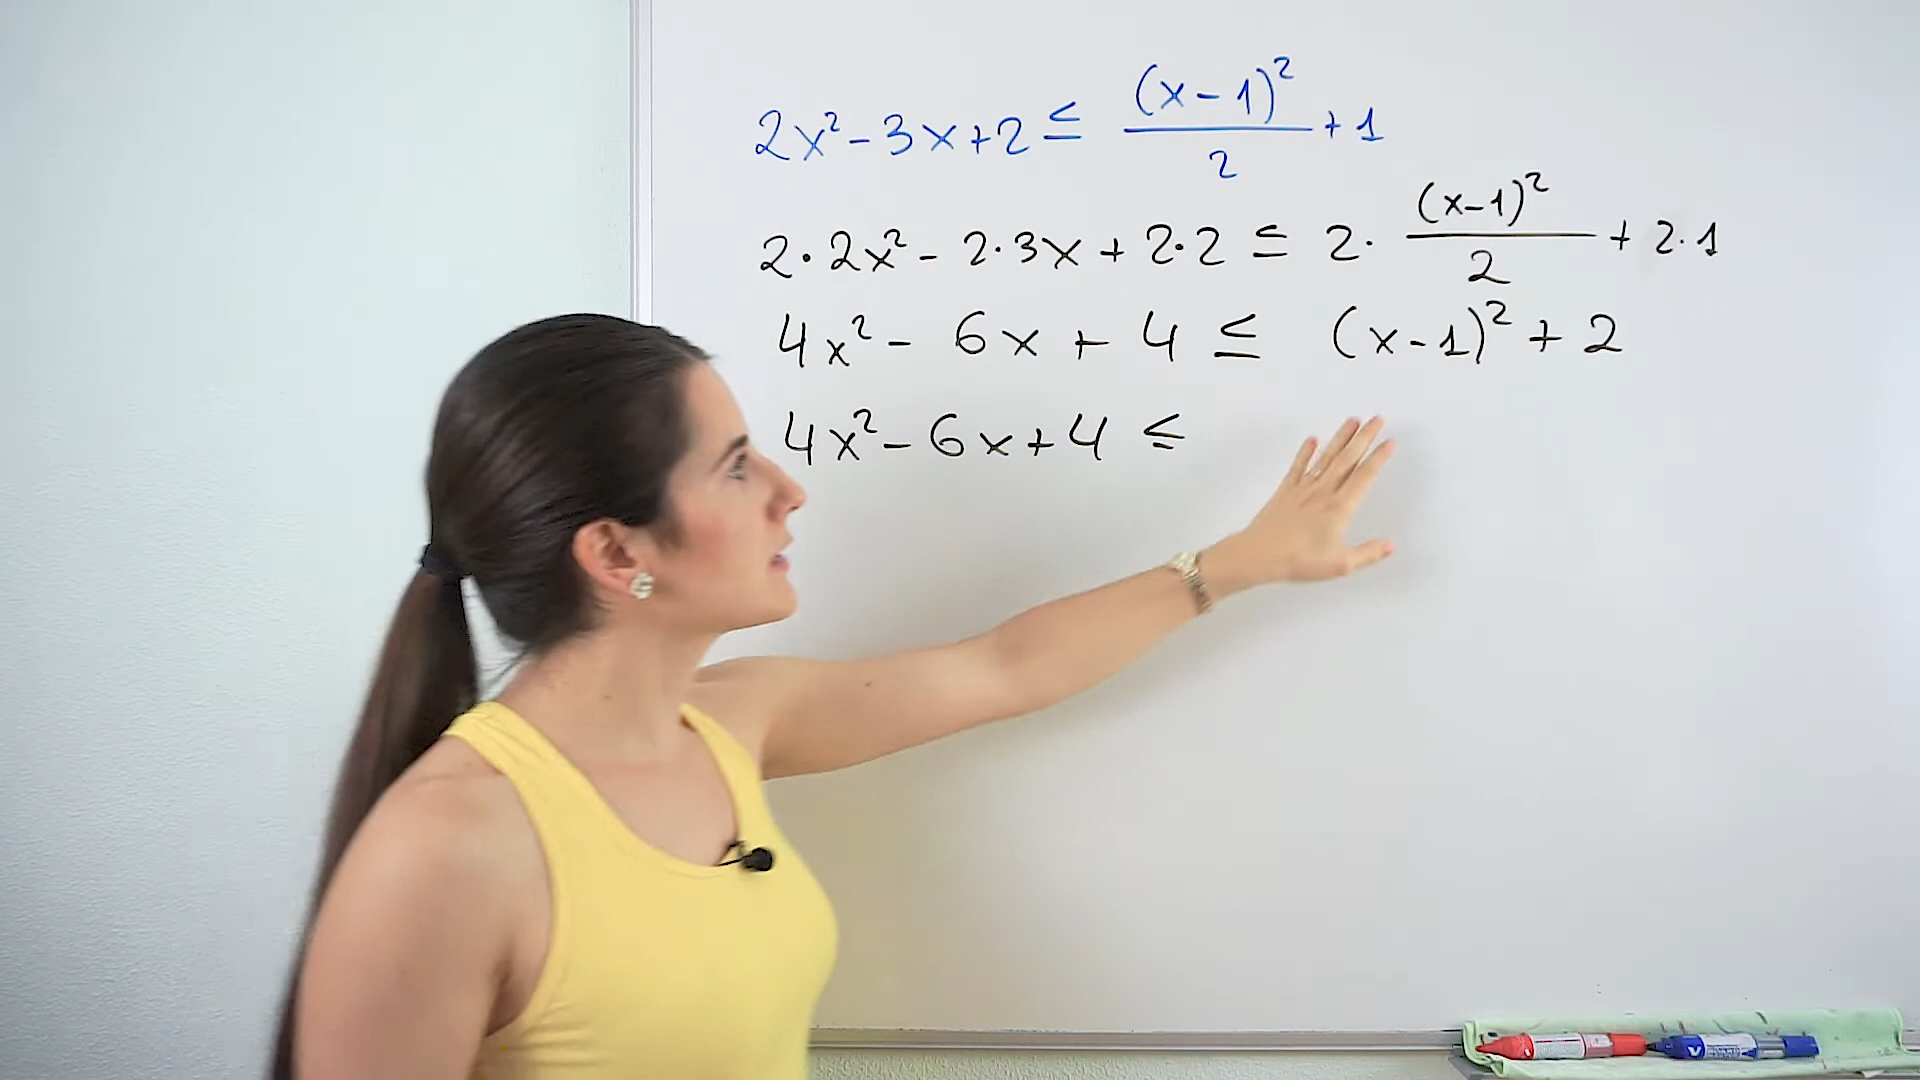 2x² - 3x + 2 ≤ (x - 1)²/2 + 1
2·2x² - 2·3x + 2·2 ≤ 2·(x-1)²/2 + 2·1
4x² - 6x + 4 ≤ (x-1)² + 2
4x² - 6x + 4 ≤